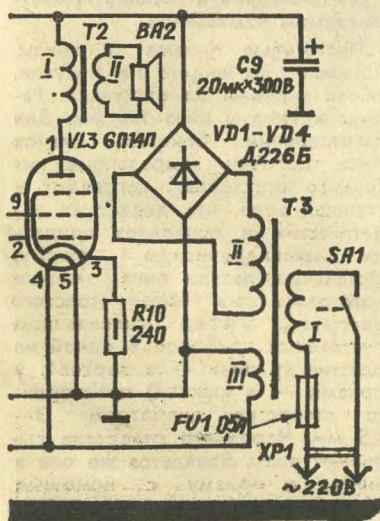 T2 BA2
I II
C9
20мк×300В
1 VL3 6П14П VD1-VD4
Д226Б
9
2
4 5 3
T3
II
SA1
R10
240
I
III
FU1 0,5А
XP1
~220В